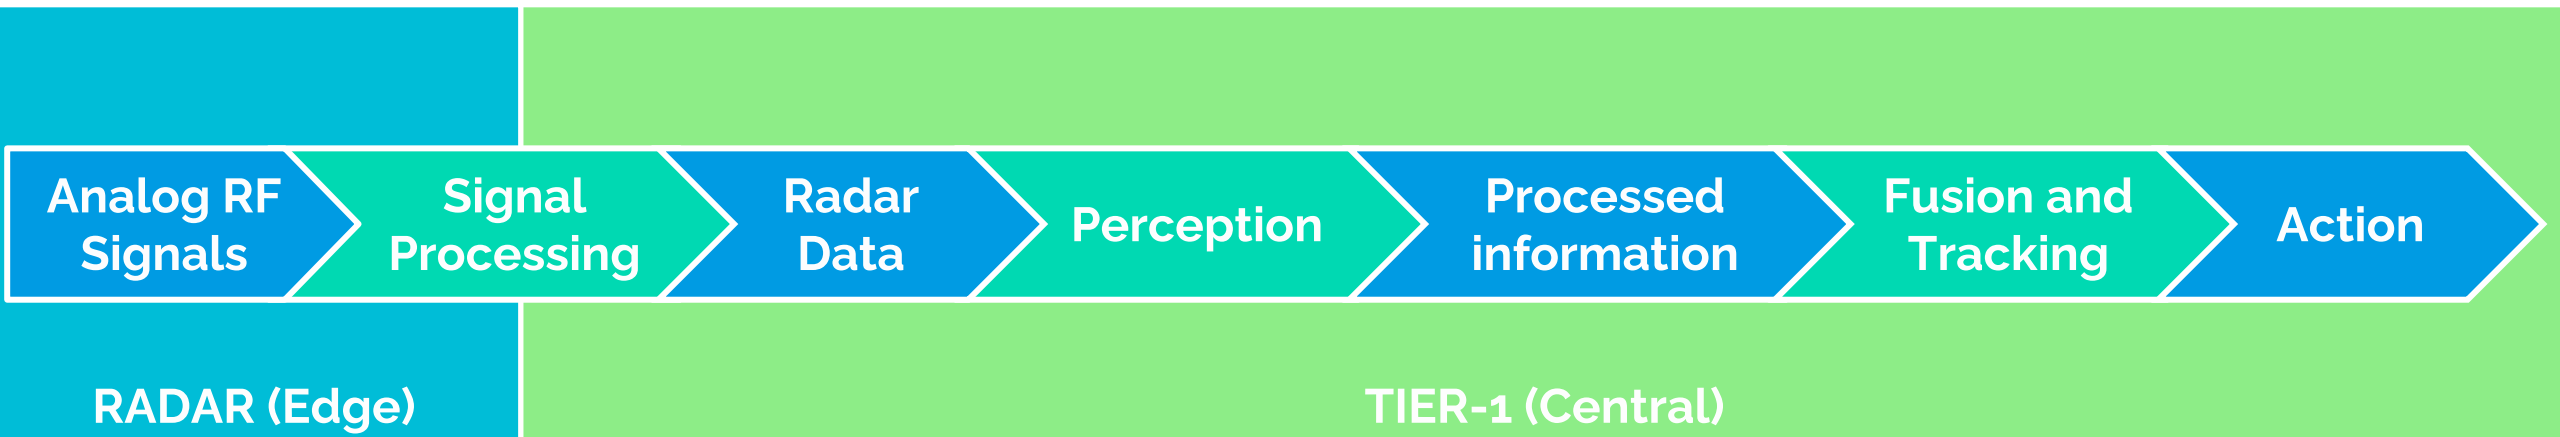 Analog RF
Signals
Signal
Processing
Radar
Data
Perception
Processed
information
Fusion and
Tracking
Action
RADAR (Edge)
TIER-1 (Central)